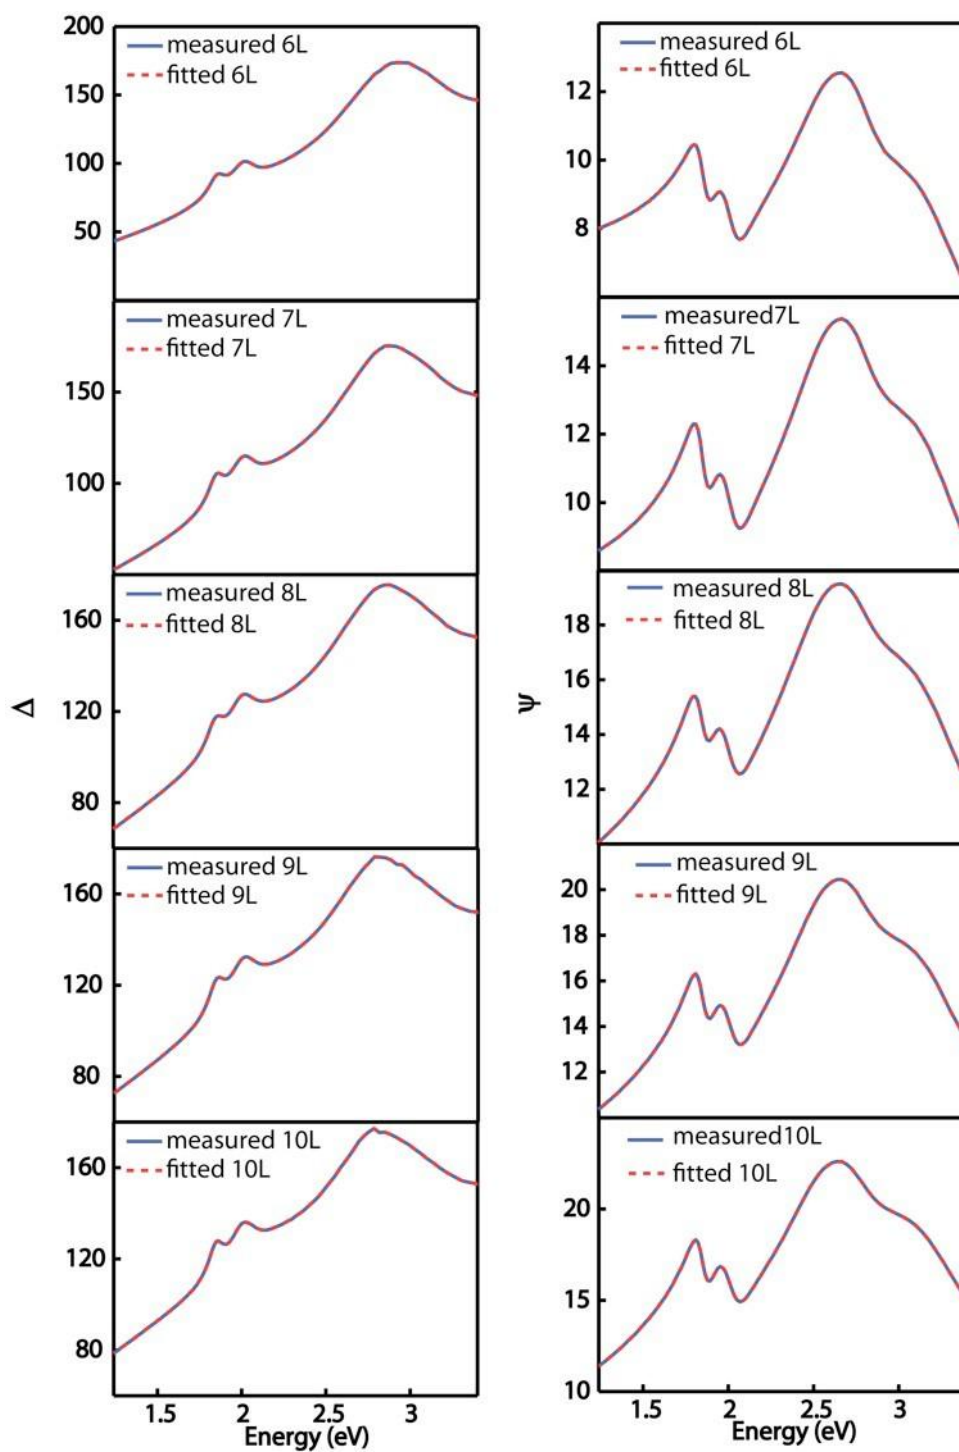 200
measured 6L
fitted 6L
150
100
50
measured 7L
fitted 7L
150
100
measured 8L
fitted 8L
160
120
80
measured 9L
fitted 9L
160
120
80
measured 10L
fitted 10L
160
120
80
Δ
1.5 2 2.5 3
Energy (eV)
measured 6L
fitted 6L
12
10
8
measured7L
fitted 7L
14
12
10
measured 8L
fitted 8L
18
16
14
12
measured 9L
fitted 9L
20
18
16
14
12
measured10L
fitted 10L
20
15
10
ψ
1.5 2 2.5 3
Energy (eV)